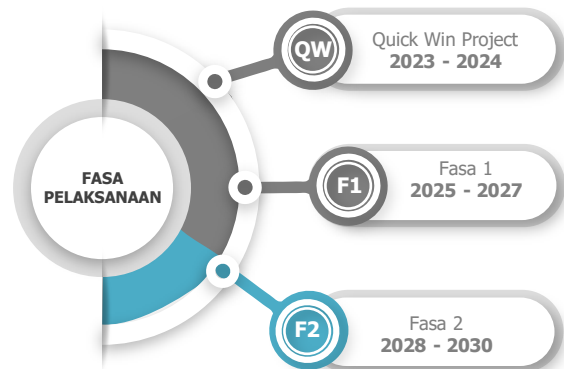 FASA
PELAKSANAAN
QW
Quick Win Project
2023 - 2024
F1
Fasa 1
2025 - 2027
F2
Fasa 2
2028 - 2030